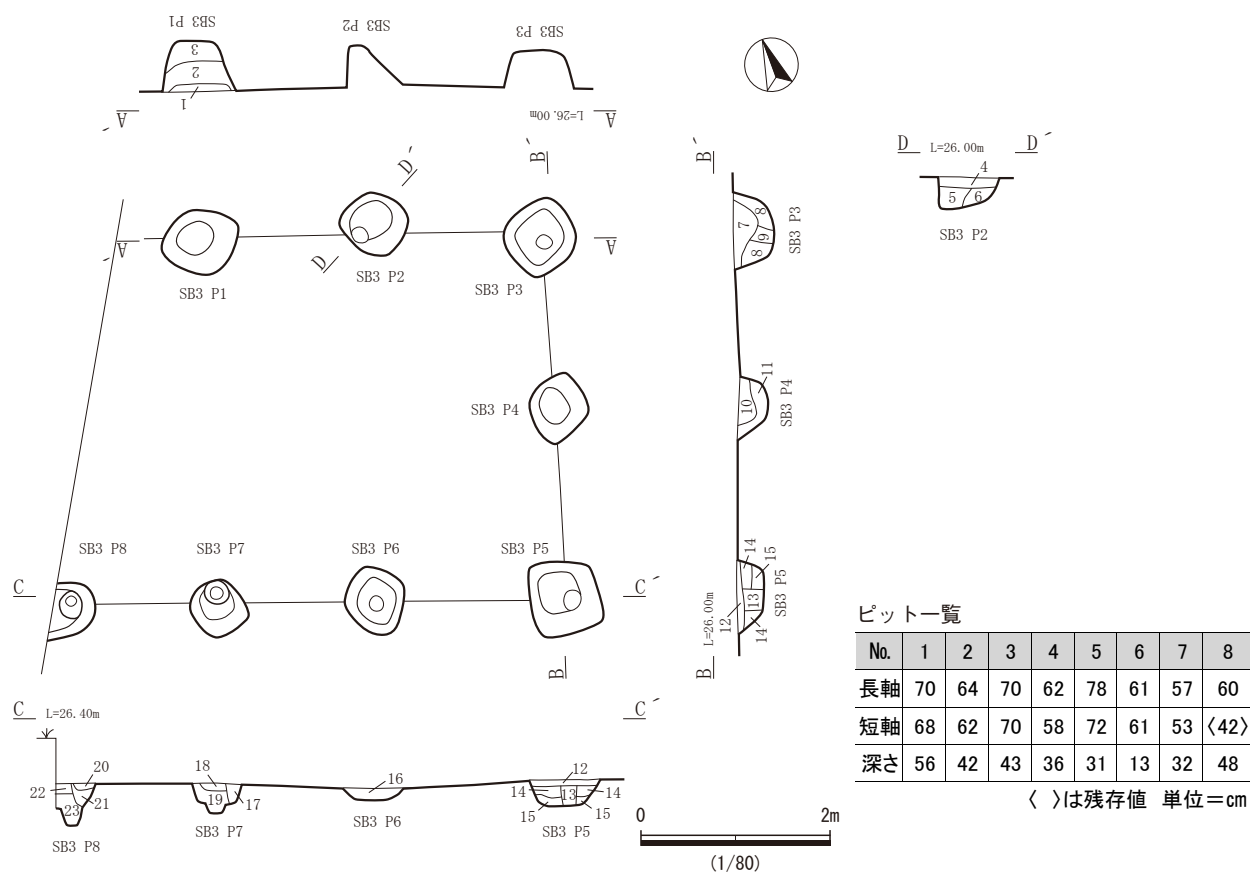 SB3 P1
SB3 P2
SB3 P3
3
2
1
A
L=26.00m
A′
B′
D′
A
A′
D
SB3 P1
SB3 P2
SB3 P3
SB3 P4
B′
7
8
9
8
SB3 P3
11
10
SB3 P4
14
15
13
12
14
SB3 P5
L=26.00m
B
D
L=26.00m
D′
4
5
6
SB3 P2
SB3 P8
SB3 P7
SB3 P6
SB3 P5
C
C′
B
C
L=26.40m
C′
20
22
21
23
SB3 P8
18
19
17
SB3 P7
16
SB3 P6
12
14
13
14
15
15
SB3 P5
0
2m
(1/80)
ピット一覧
No. 1 2 3 4 5 6 7 8
長軸 70 64 70 62 78 61 57 60
短軸 68 62 70 58 72 61 53 〈42〉
深さ 56 42 43 36 31 13 32 48
〈 〉は残存値 単位＝cm